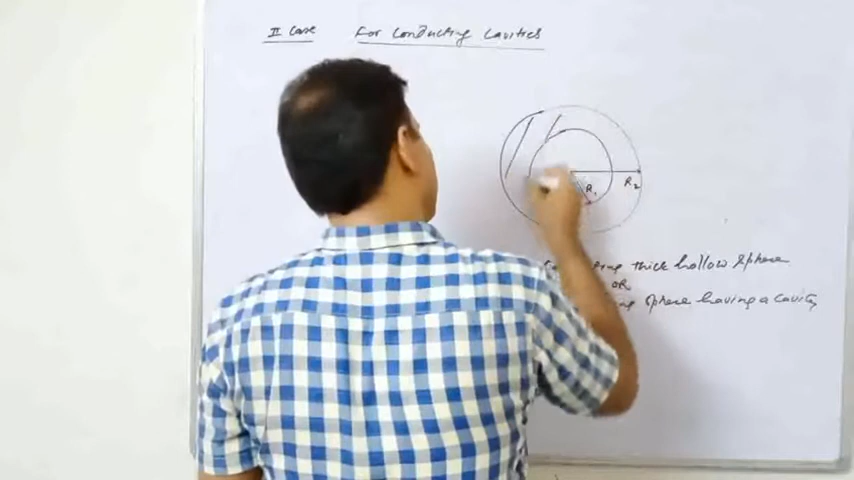 II Case For Conducting Cavities
R1
R2
thick hollow sphere
OR
sphere having a cavity